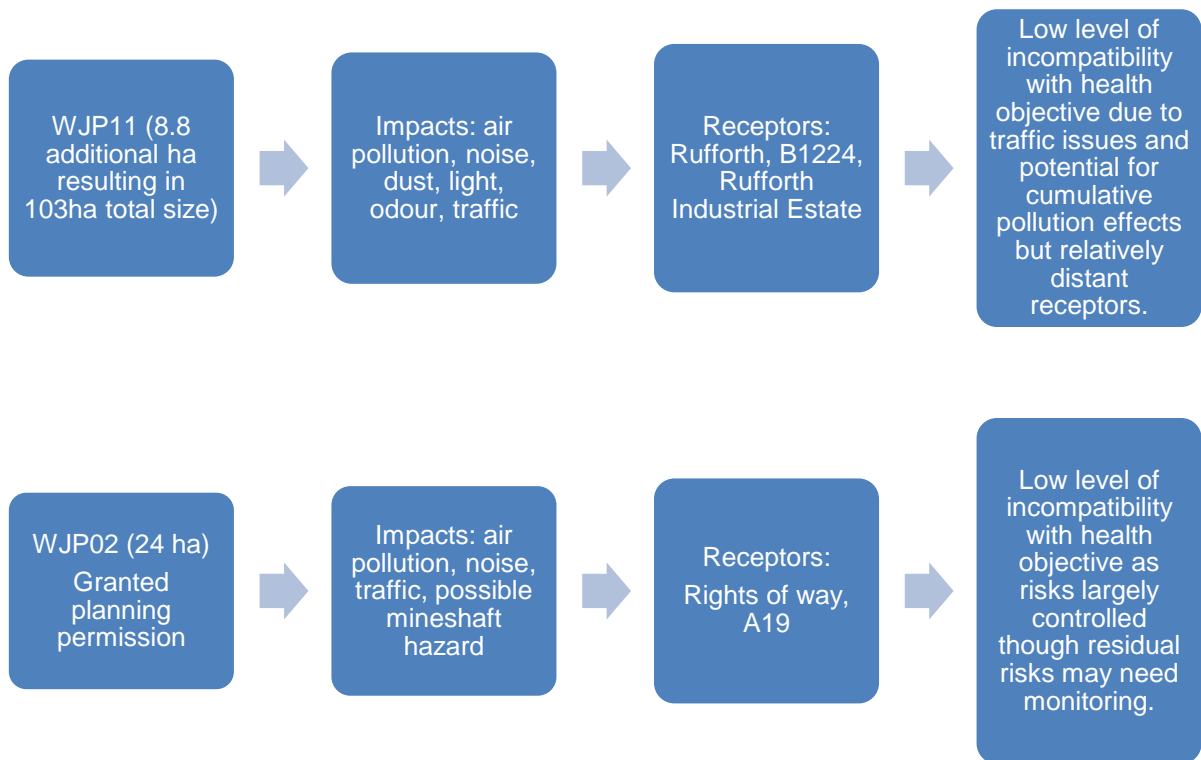 WJP11 (8.8
additional ha
resulting in
103ha total size)
Impacts: air
pollution, noise,
dust, light,
odour, traffic
Receptors:
Rufforth, B1224,
Rufforth
Industrial Estate
Low level of
incompatibility
with health
objective due to
traffic issues and
potential for
cumulative
pollution effects
but relatively
distant
receptors.
WJP02 (24 ha)
Granted
planning
permission
Impacts: air
pollution, noise,
traffic, possible
mineshaft
hazard
Receptors:
Rights of way,
A19
Low level of
incompatibility
with health
objective as
risks largely
controlled
though residual
risks may need
monitoring.